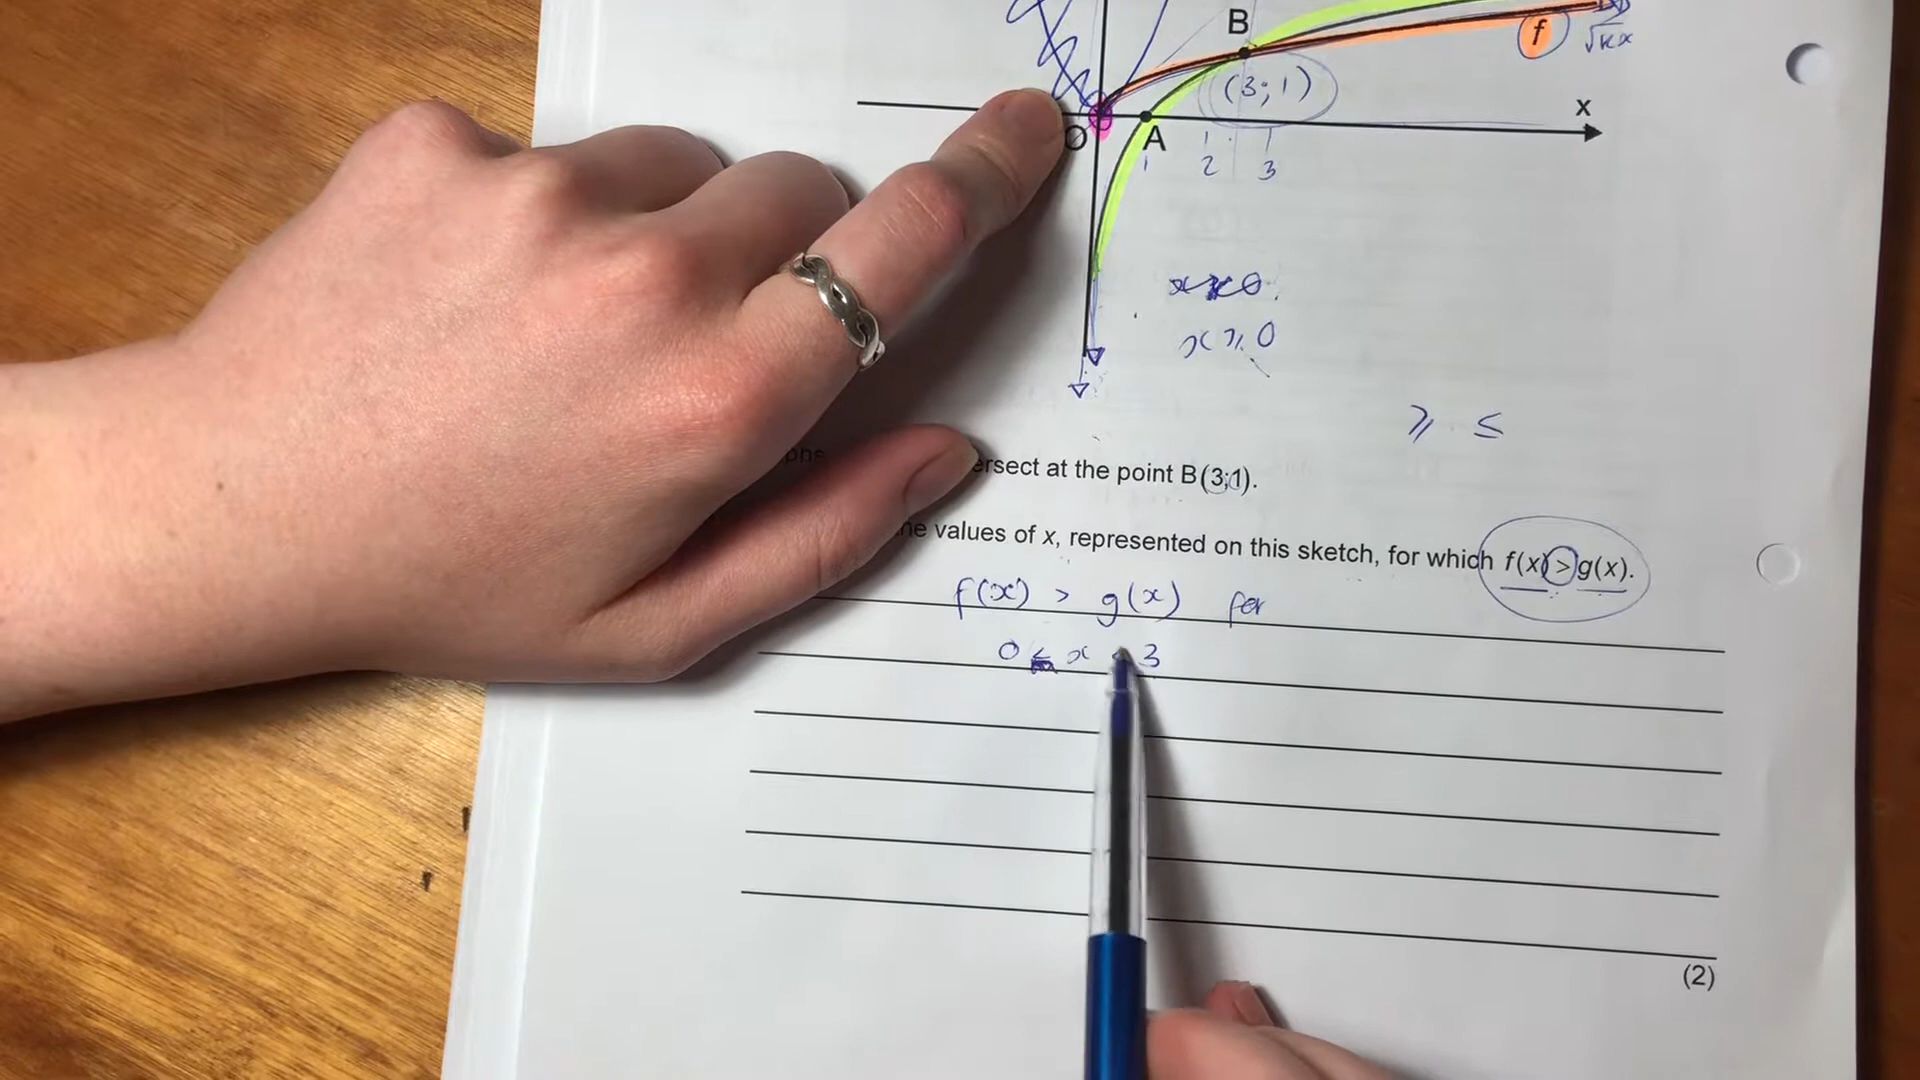 B
f
√kx
(3;1)
x
O
A
1
2
3
x ≥ 0
≥ ≤
ersect at the point B(3;1).
he values of x, represented on this sketch, for which f(x) > g(x).
f(x) > g(x) for
0 x 3
(2)